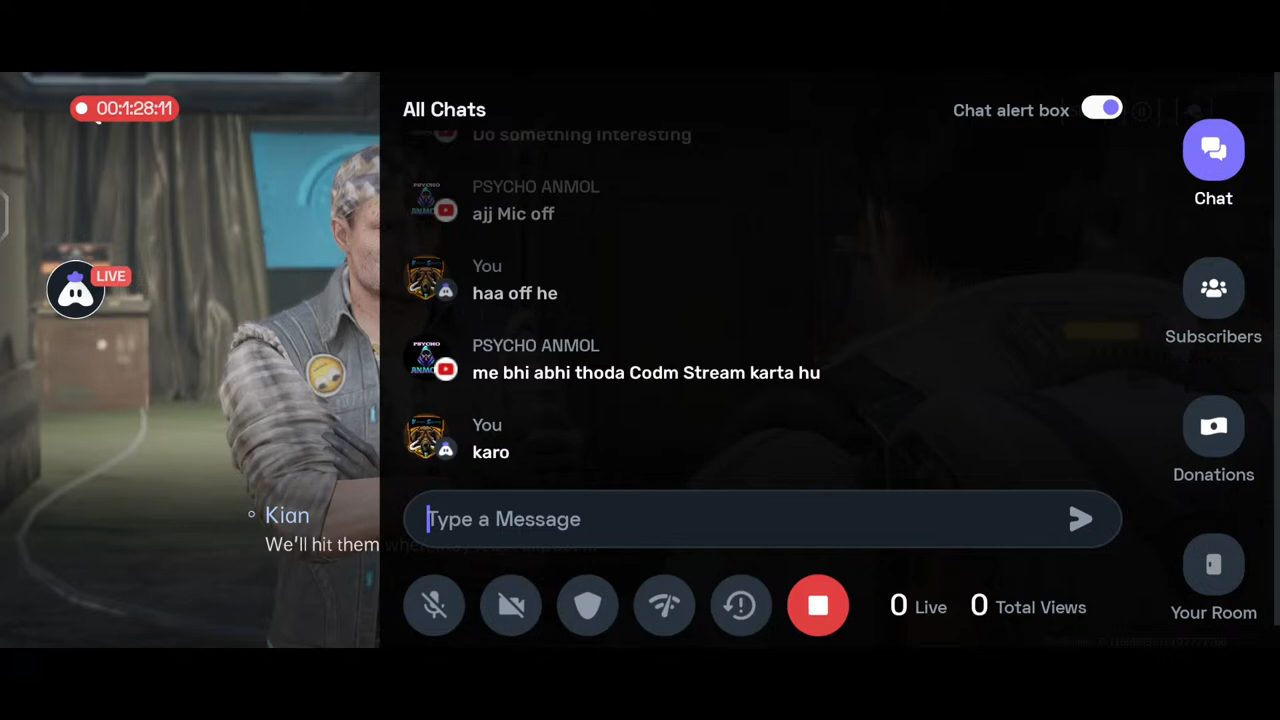 00:1:28:11
All Chats
Chat alert box
Do something Interesting
PSYCHO ANMOL
ajj Mic off
Chat
You
LIVE
haa off he
Subscribers
PSYCHO ANMOL
me bhi abhi thoda Codm Stream karta hu
You
karo
Donations
Kian
Type a Message
We'll hit them
0 Live
0 Total Views
Your Room